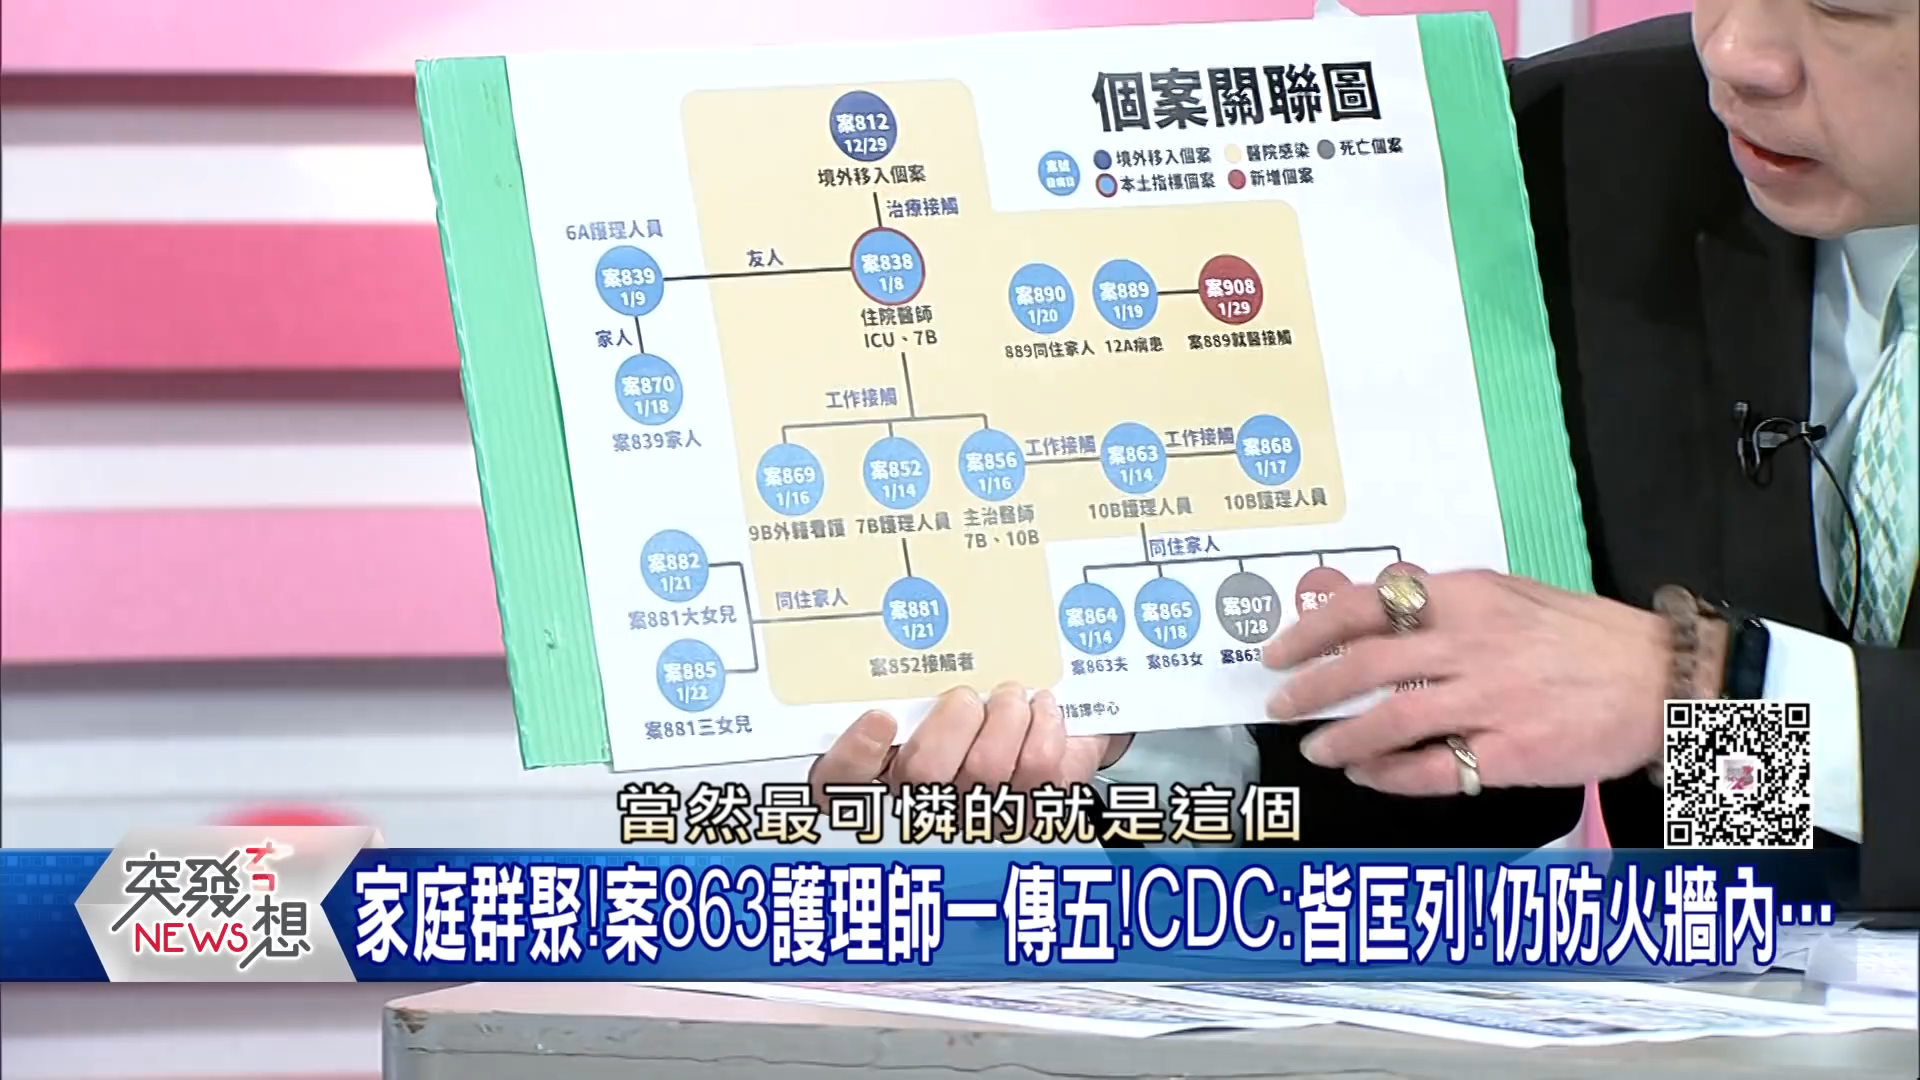 個案關聯圖
案號
發病日
境外移入個案
醫院感染
死亡個案
本土指標個案
新增個案
案812
12/29
境外移入個案
治療接觸
6A護理人員
案839
1/9
友人
案838
1/8
住院醫師
ICU、7B
家人
案870
1/18
案839家人
案890
1/20
889同住家人
案889
1/19
12A病患
案908
1/29
案889就醫接觸
工作接觸
案869
1/16
9B外籍看護
案852
1/14
7B護理人員
案856
1/16
主治醫師
7B、10B
工作接觸
案863
1/14
10B護理人員
工作接觸
案868
1/17
10B護理人員
同住家人
案882
1/21
案881大女兒
同住家人
案881
1/21
案852接觸者
案885
1/22
案881三女兒
案864
1/14
案863夫
案865
1/18
案863女
案907
1/28
案863
指揮中心
當然最可憐的就是這個
突發奇想
NEWS
家庭群聚!案863護理師一傳五!CDC:皆匡列!仍防火牆內…